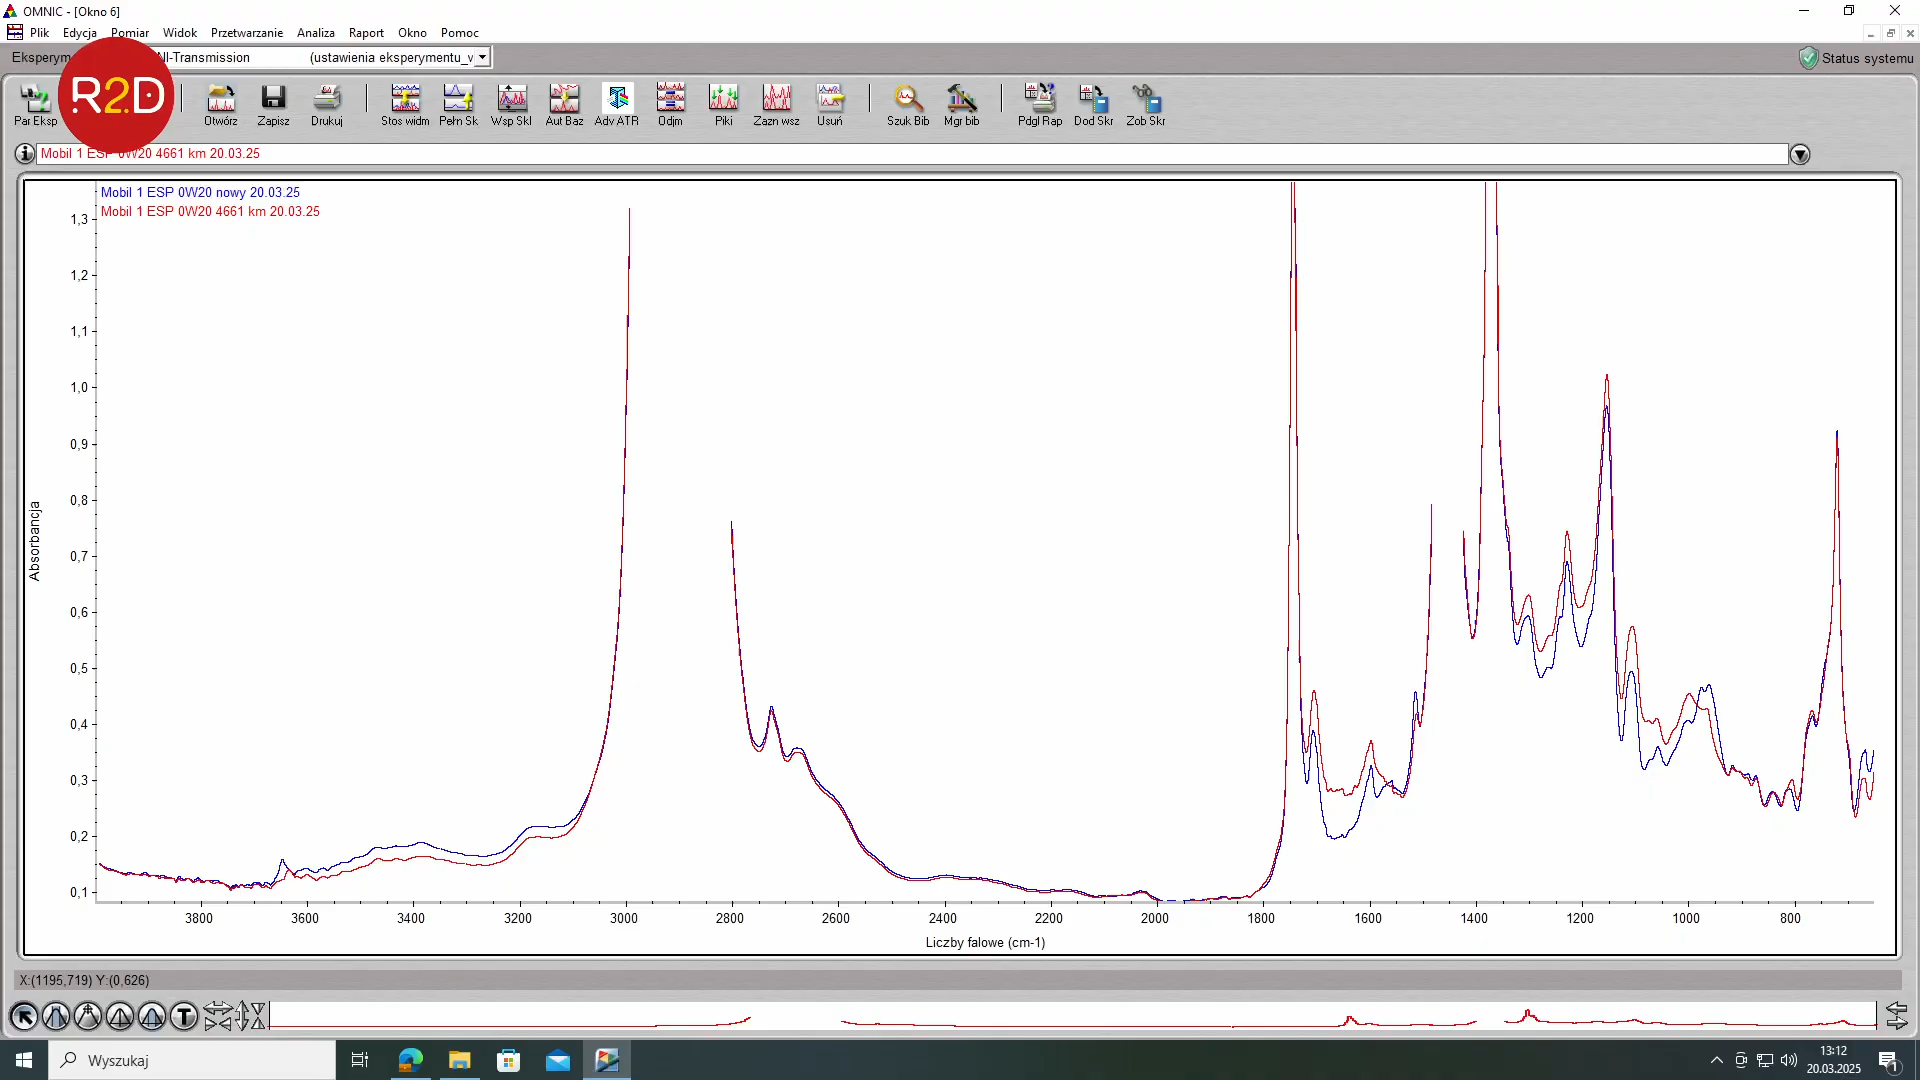 OMNIC - [Okno 6]
Plik Edycja Pomiar Widok Przetwarzanie Analiza Raport Okno Pomoc
(ustawienia eksperymentu_v
Status systemu
R2D
Par Eksp Otwórz Zapisz Drukuj Stos widm Pełn Sk. Wsp Skl Aut Baz Adv ATR Odjm Piki Zazn wsz Usuń Szuk Bib Mgr bib Pdgl Rap Dod Skr Zob Skr
Mobil 1 ESP 0W20 4661 km 20.03.25
Mobil 1 ESP 0W20 nowy 20.03.25
Mobil 1 ESP 0W20 4661 km 20.03.25
1,3
1,2
1,1
1,0
0,9
0,8
0,7
0,6
0,5
0,4
0,3
0,2
0,1
Absorbancja
3800 3600 3400 3200 3000 2800 2600 2400 2200 2000 1800 1600 1400 1200 1000 800
Liczby falowe (cm-1)
X:(1195,719) Y:(0,626)
T
Wyszukaj
13:12
20.03.2025
1